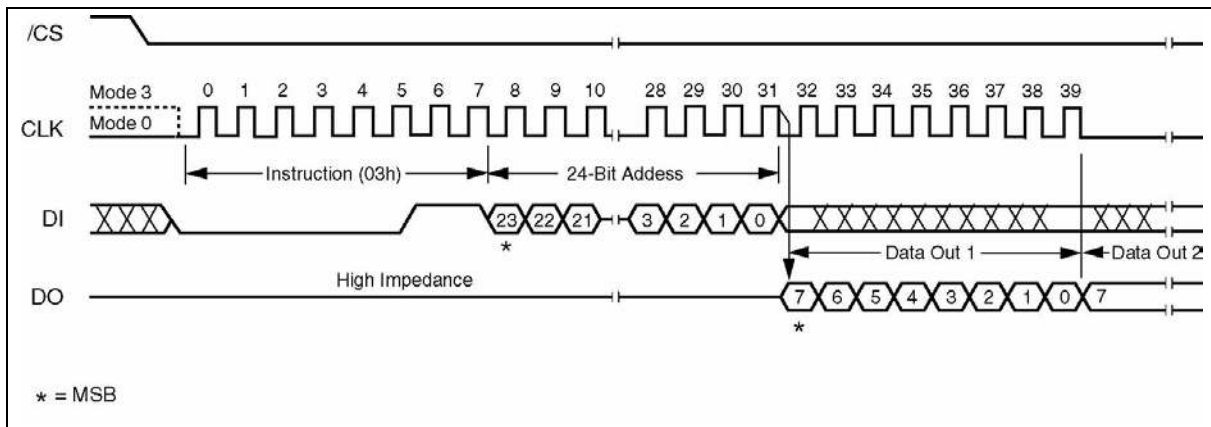 /CS
Mode 3
Mode 0
CLK
0 1 2 3 4 5 6 7 8 9 10 28 29 30 31 32 33 34 35 36 37 38 39
Instruction (03h)
24-Bit Addess
DI
23 22 21 3 2 1 0
*
Data Out 1
Data Out 2
High Impedance
DO
7 6 5 4 3 2 1 0 7
*
* = MSB